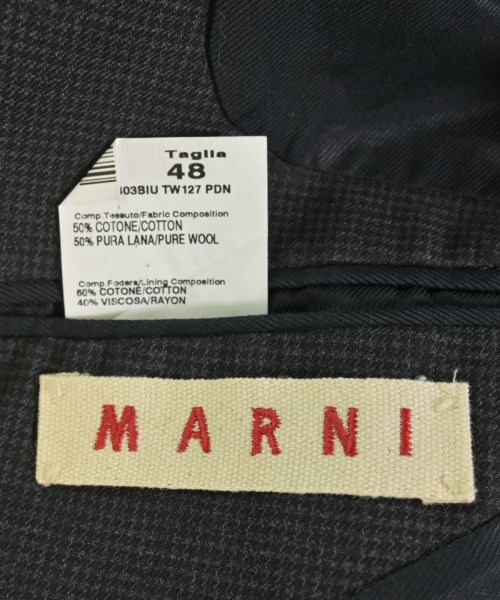 Taglia
48
403BIU TW127 PDN
Comp.Tessuto/Fabric Composition
50% COTONE/COTTON
50% PURA LANA/PURE WOOL
Comp.Fodera/Lining Composition
60% COTONE/COTTON
40% VISCOSA/RAYON
MARNI